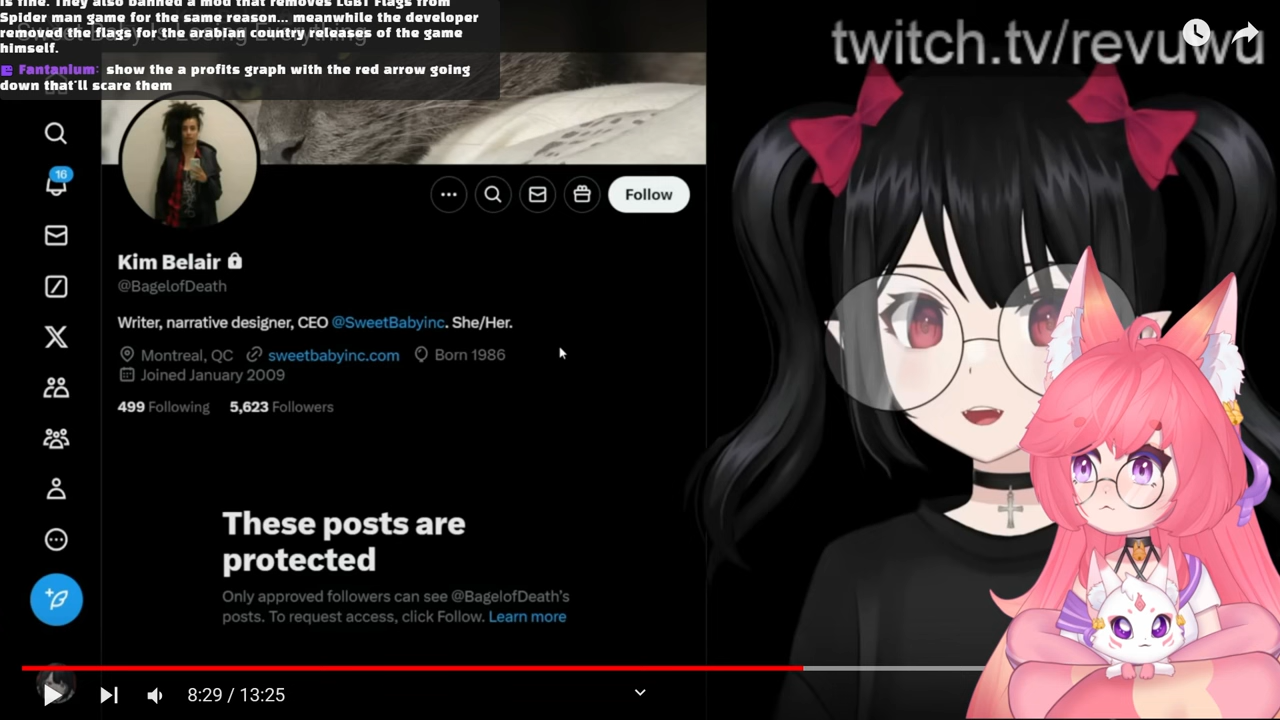 is fine. They also banned a mod that removes LGBT Flags from
Spider man game for the same reason... meanwhile the developer
removed the flags for the arabian country releases of the game
himself.
Fantanium: show the a profits graph with the red arrow going
down that'll scare them
twitch.tv/revuwu
16
Follow
Kim Belair
@BagelofDeath
Writer, narrative designer, CEO @SweetBabyinc. She/Her.
Montreal, QC sweetbabyinc.com Born 1986
Joined January 2009
499 Following 5,623 Followers
These posts are
protected
Only approved followers can see @BagelofDeath's
posts. To request access, click Follow. Learn more
8:29 / 13:25